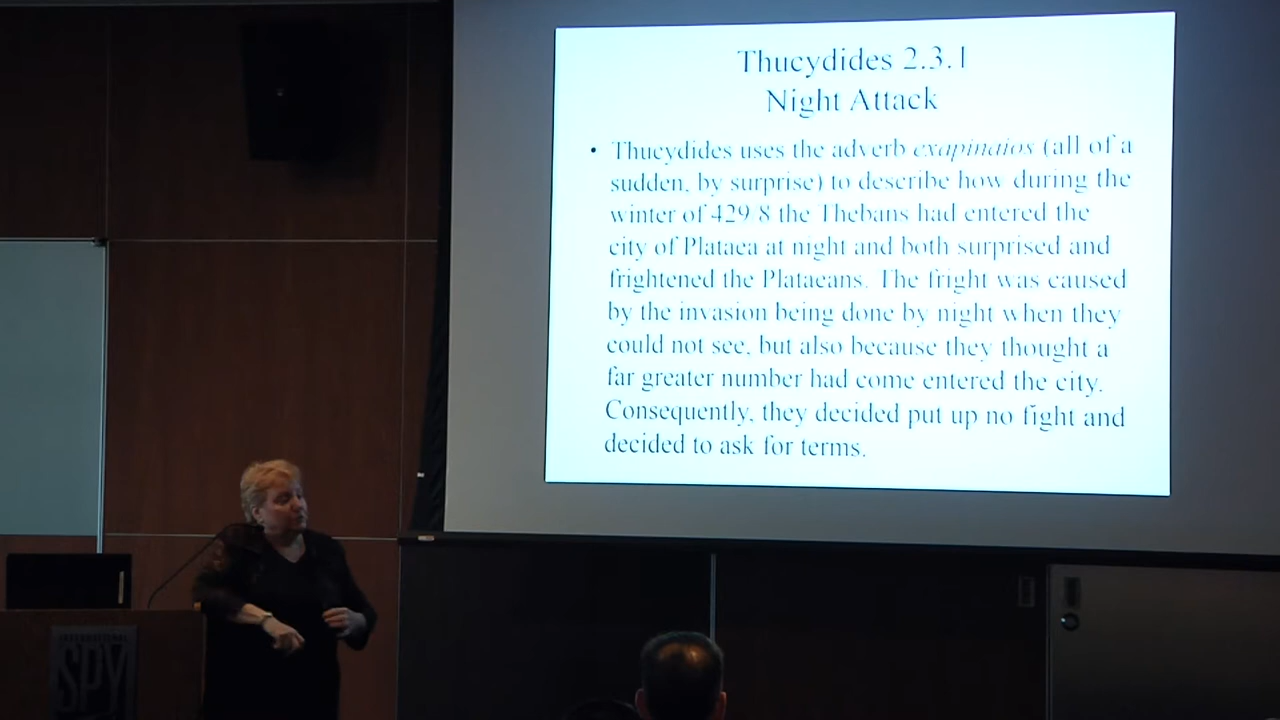 Thucydides 2.3.1
Night Attack
• Thucydides uses the adverb exapinaios (all of a
sudden, by surprise) to describe how during the
winter of 429 8 the Thebans had entered the
city of Plataea at night and both surprised and
frightened the Plataeans. The fright was caused
by the invasion being done by night when they
could not see, but also because they thought a
far greater number had come entered the city.
Consequently, they decided put up no fight and
decided to ask for terms.
INTERNATIONAL
SPY